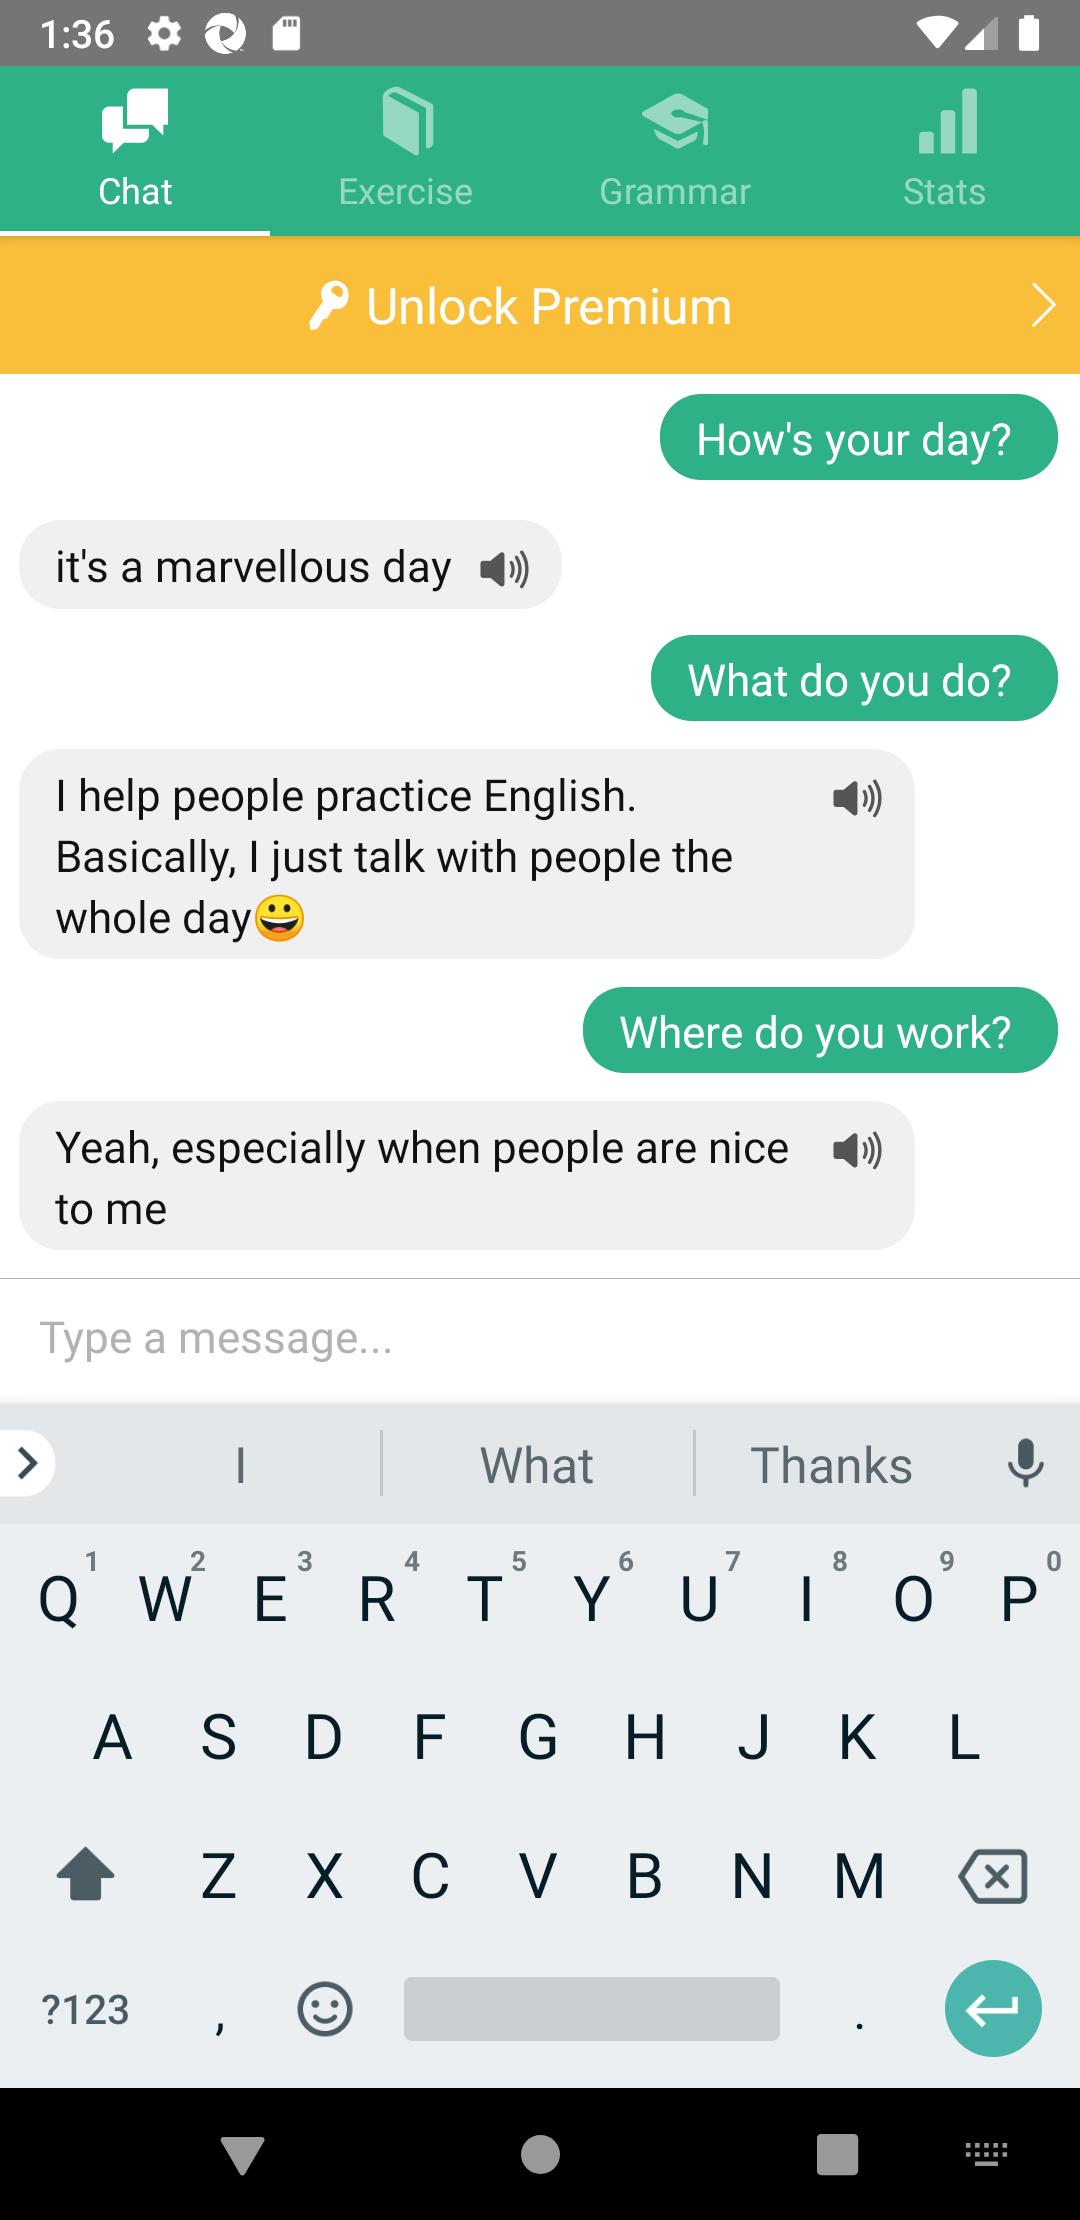 1:36
Chat
Exercise
Grammar
Stats
Unlock Premium
How's your day?
it's a marvellous day
What do you do?
I help people practice English.
Basically, I just talk with people the
whole day😀
Where do you work?
Yeah, especially when people are nice
to me
Type a message...
I What Thanks
1 2 3 4 5 6 7 8 9 0
Q W E R T Y U I O P
A S D F G H J K L
Z X C V B N M
?123 , .